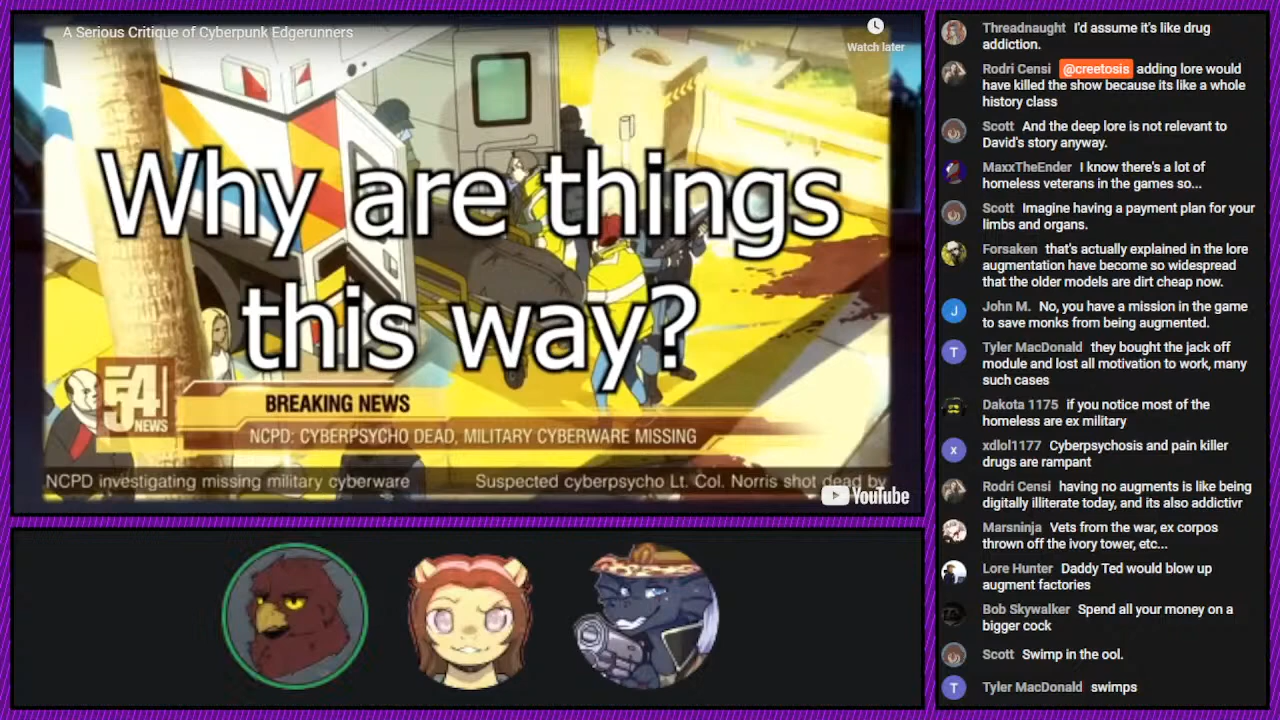 A Serious Critique of Cyberpunk Edgerunners
Watch later
Why are things
this way?
54
NEWS
BREAKING NEWS
NCPD: CYBERPSYCHO DEAD, MILITARY CYBERWARE MISSING
NCPD investigating missing military cyberware
Suspected cyberpsycho Lt. Col. Norris shot dead by
YouTube
Threadnaught I'd assume it's like drug
addiction.
Rodri Censi @creetosis adding lore would
have killed the show because its like a whole
history class
Scott And the deep lore is not relevant to
David's story anyway.
MaxxTheEnder I know there's a lot of
homeless veterans in the games so...
Scott Imagine having a payment plan for your
limbs and organs.
Forsaken that's actually explained in the lore
augmentation have become so widespread
that the older models are dirt cheap now.
J
John M. No, you have a mission in the game
to save monks from being augmented.
T
Tyler MacDonald they bought the jack off
module and lost all motivation to work, many
such cases
Dakota 1175 if you notice most of the
homeless are ex military
x
xdlol1177 Cyberpsychosis and pain killer
drugs are rampant
Rodri Censi having no augments is like being
digitally illiterate today, and its also addictivr
Marsninja Vets from the war, ex corpos
thrown off the ivory tower, etc...
Lore Hunter Daddy Ted would blow up
augment factories
Bob Skywalker Spend all your money on a
bigger cock
Scott Swimp in the ool.
T
Tyler MacDonald swimps